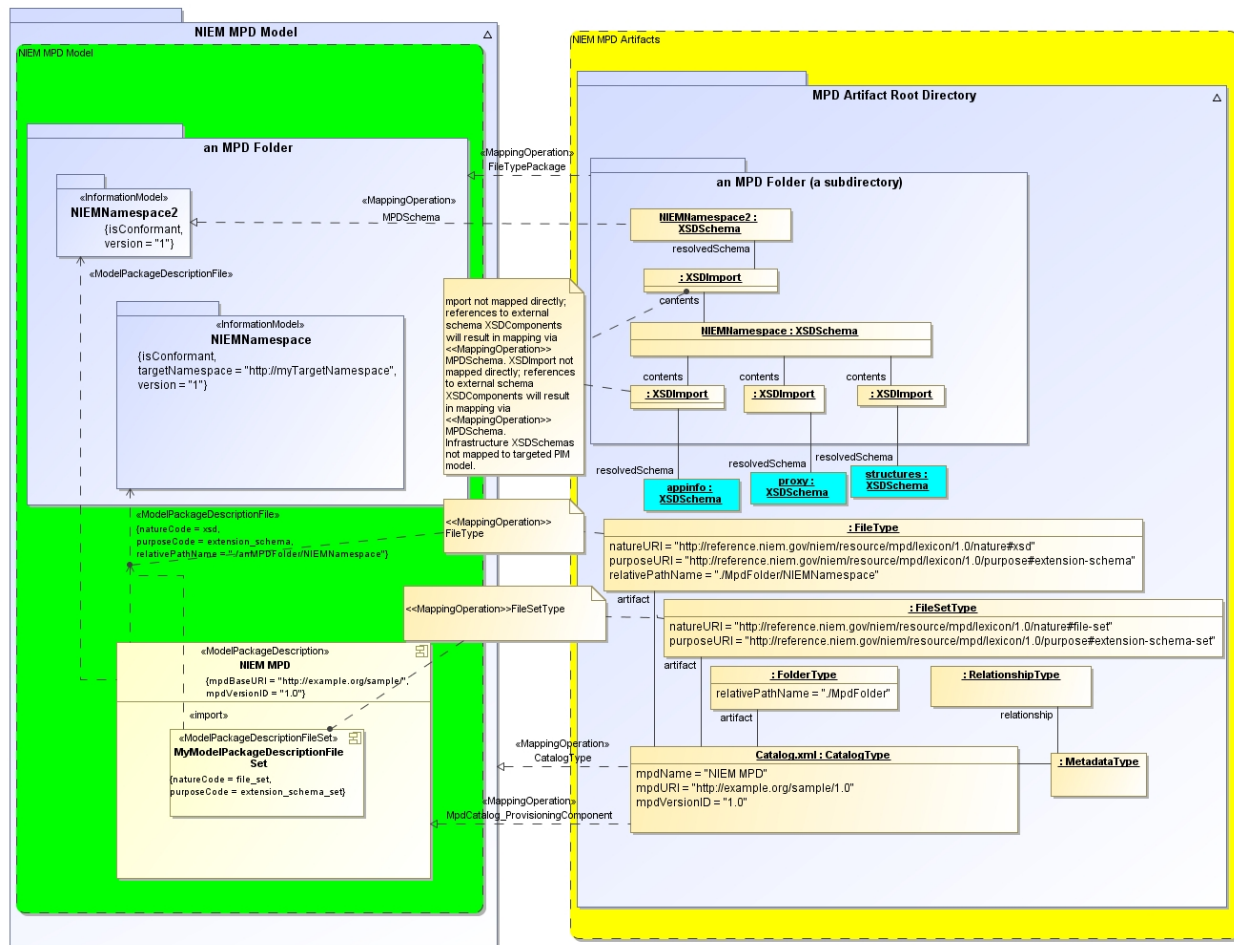 NIEM MPD Model
NIEM MPD Model
an MPD Folder
«InformationModel»
NIEMNamespace2
{isConformant,
version = "1"}
«ModelPackageDescriptionFile»
«InformationModel»
NIEMNamespace
{isConformant,
targetNamespace = "http://myTargetNamespace",
version = "1"}
«ModelPackageDescriptionFile»
{natureCode = xsd,
purposeCode = extension_schema,
relativePathName = "./anMPDFolder/NIEMNamespace"}
«ModelPackageDescription»
NIEM MPD
{mpdBaseURI = "http://example.org/sample/",
mpdVersionID = "1.0"}
«import»
«ModelPackageDescriptionFileSet»
MyModelPackageDescriptionFile
Set
{natureCode = file_set,
purposeCode = extension_schema_set}
«MappingOperation»
FileTypePackage
«MappingOperation»
MPDSchema
mport not mapped directly;
references to external
schema XSDComponents
will result in mapping via
<<MappingOperation>>
MPDSchema. XSDImport not
mapped directly; references
to external schema
XSDComponents will result
in mapping via
<<MappingOperation>>
MPDSchema.
Infrastructure XSDSchemas
not mapped to targeted PIM
model.
<<MappingOperation>>
FileType
<<MappingOperation>>FileSetType
«MappingOperation»
CatalogType
«MappingOperation»
MpdCatalog_ProvisioningComponent
NIEM MPD Artifacts
MPD Artifact Root Directory
an MPD Folder (a subdirectory)
NIEMNamespace2 :
XSDSchema
resolvedSchema
: XSDImport
contents
NIEMNamespace : XSDSchema
contents
contents
contents
: XSDImport
: XSDImport
: XSDImport
resolvedSchema
resolvedSchema
resolvedSchema
appinfo :
XSDSchema
proxy :
XSDSchema
structures :
XSDSchema
: FileType
natureURI = "http://reference.niem.gov/niem/resource/mpd/lexicon/1.0/nature#xsd"
purposeURI = "http://reference.niem.gov/niem/resource/mpd/lexicon/1.0/purpose#extension-schema"
relativePathName = "./MpdFolder/NIEMNamespace"
artifact
: FileSetType
natureURI = "http://reference.niem.gov/niem/resource/mpd/lexicon/1.0/nature#file-set"
purposeURI = "http://reference.niem.gov/niem/resource/mpd/lexicon/1.0/purpose#extension-schema-set"
artifact
: FolderType
relativePathName = "./MpdFolder"
artifact
: RelationshipType
relationship
Catalog.xml : CatalogType
mpdName = "NIEM MPD"
mpdURI = "http://example.org/sample/1.0"
mpdVersionID = "1.0"
: MetadataType